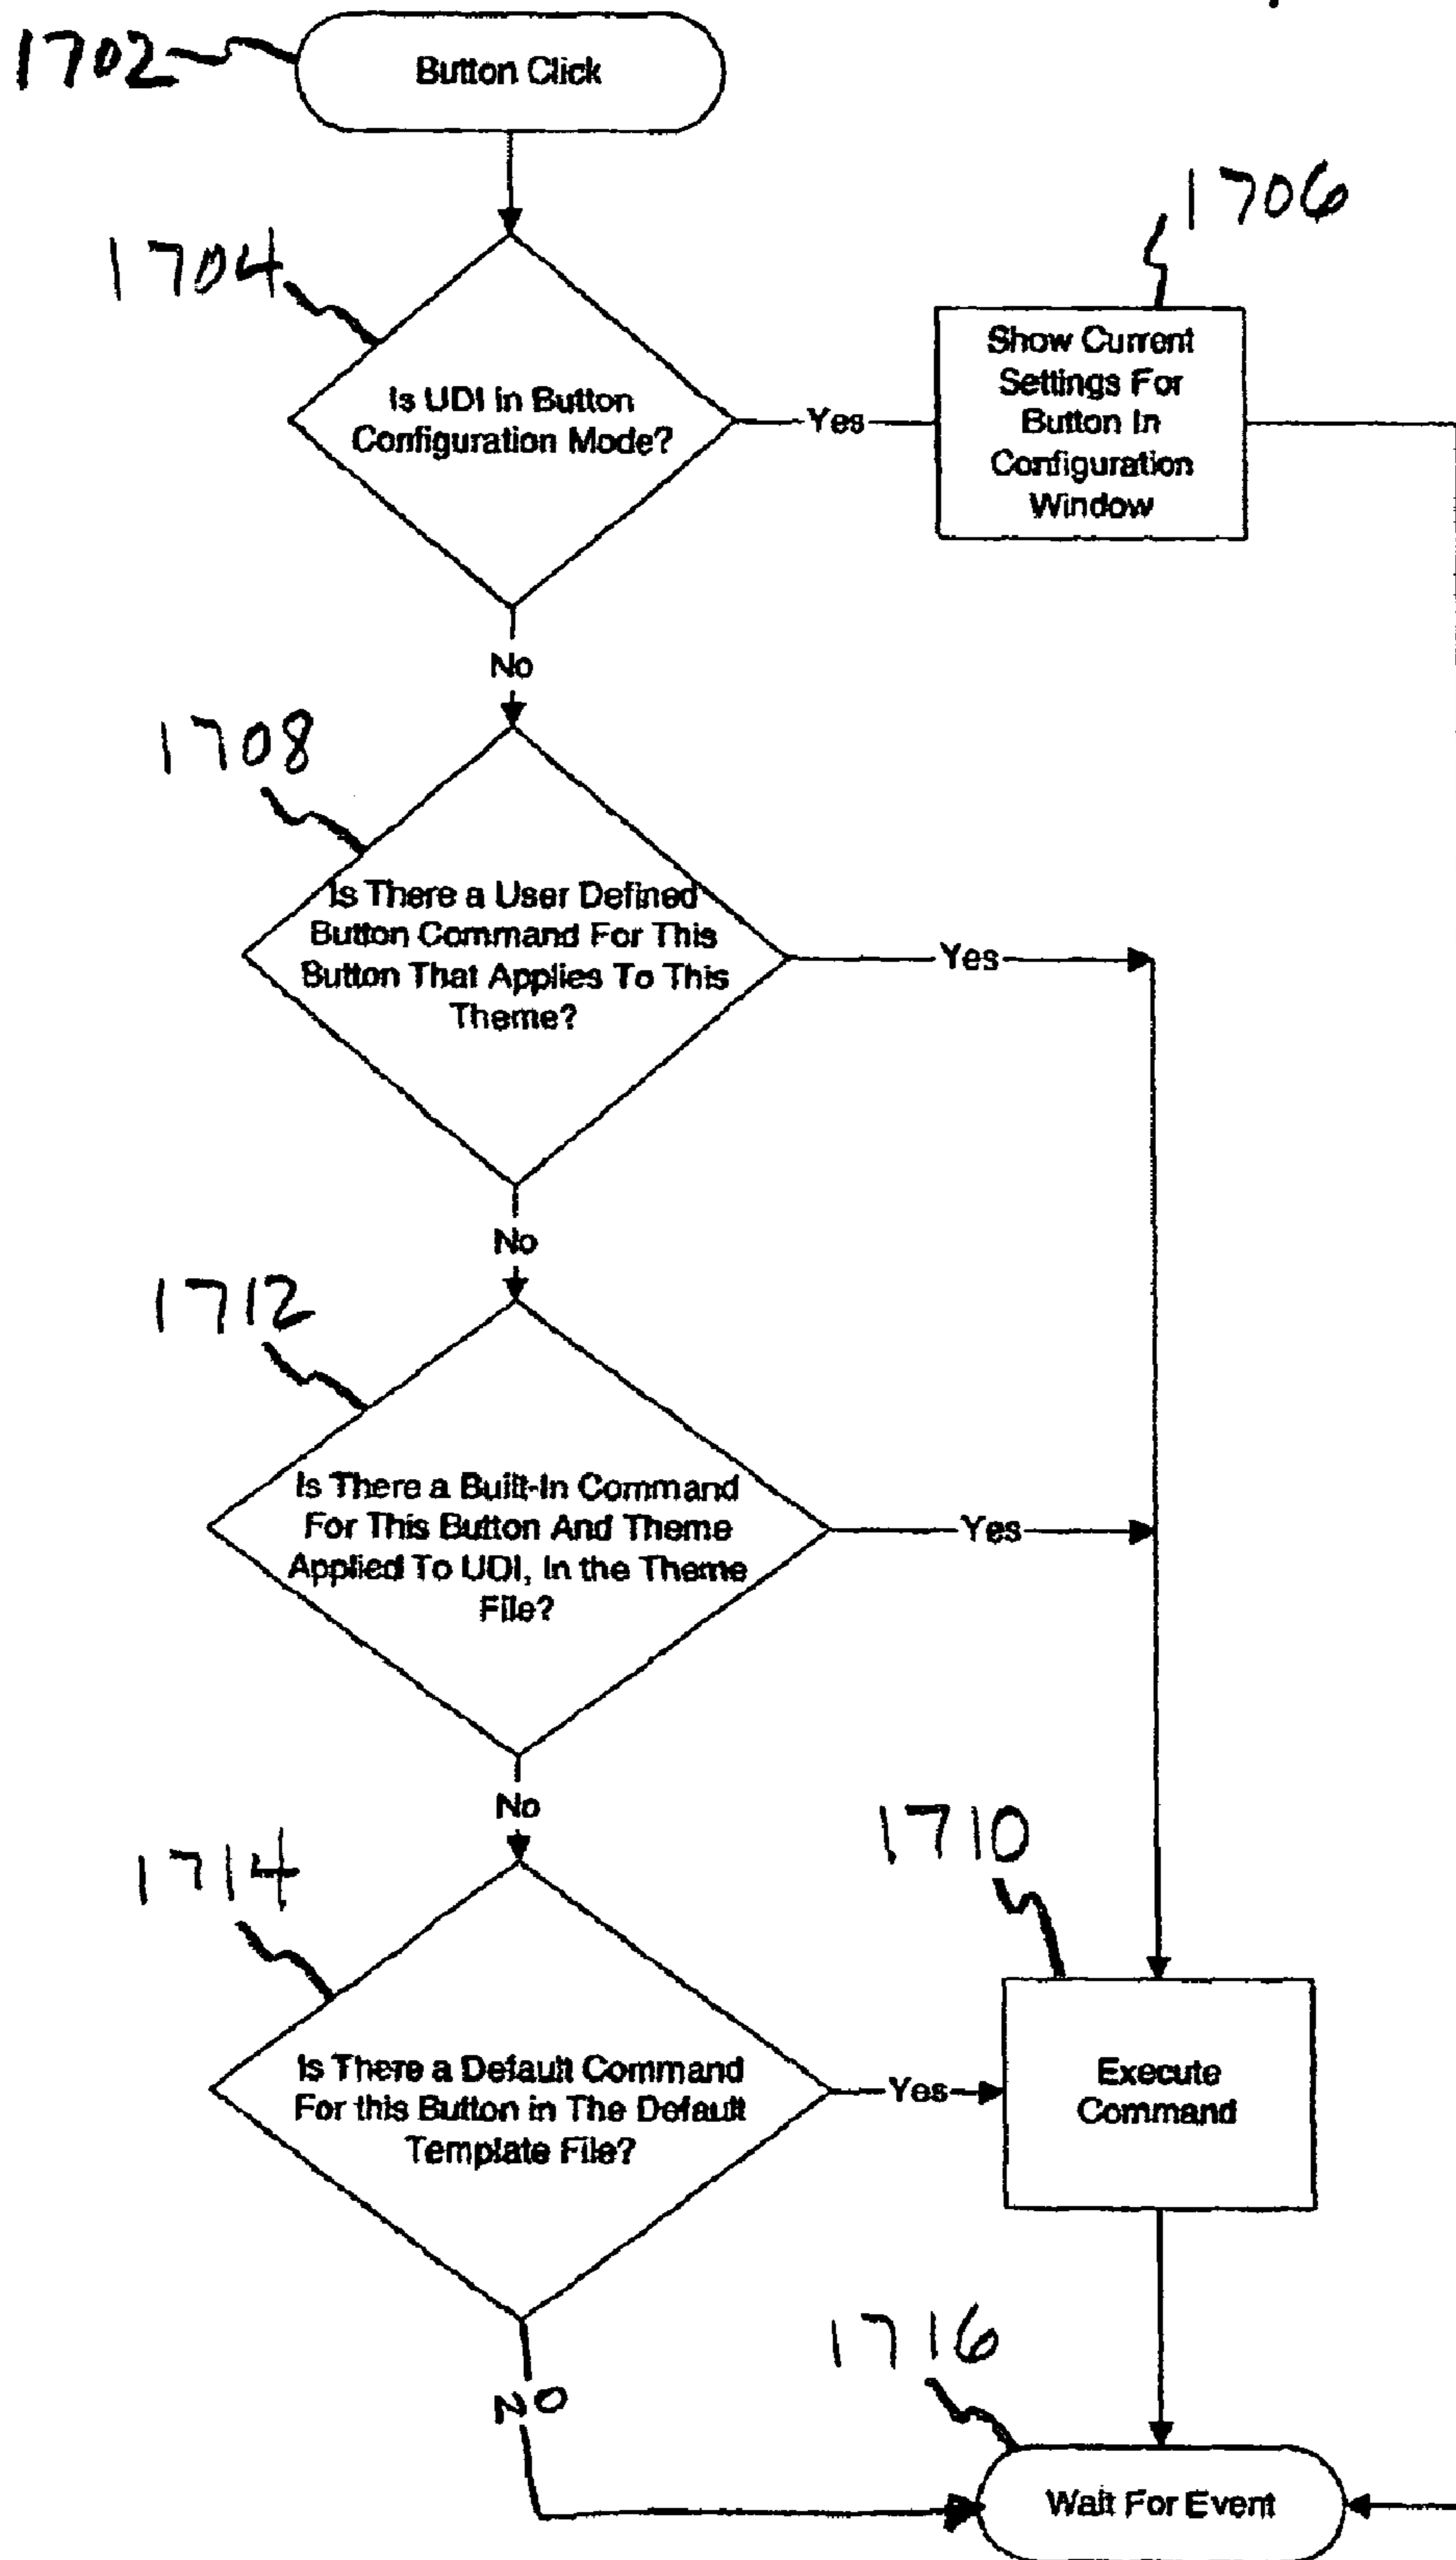 1702
Button Click
1704
Is UDI in Button
Configuration Mode?
Yes
1706
Show Current
Settings For
Button In
Configuration
Window
No
1708
Is There a User Defined
Button Command For This
Button That Applies To This
Theme?
Yes
No
1712
Is There a Built-In Command
For This Button And Theme
Applied To UDI, In the Theme
File?
Yes
No
1714
Is There a Default Command
For this Button in The Default
Template File?
Yes
1710
Execute
Command
NO
1716
Wait For Event